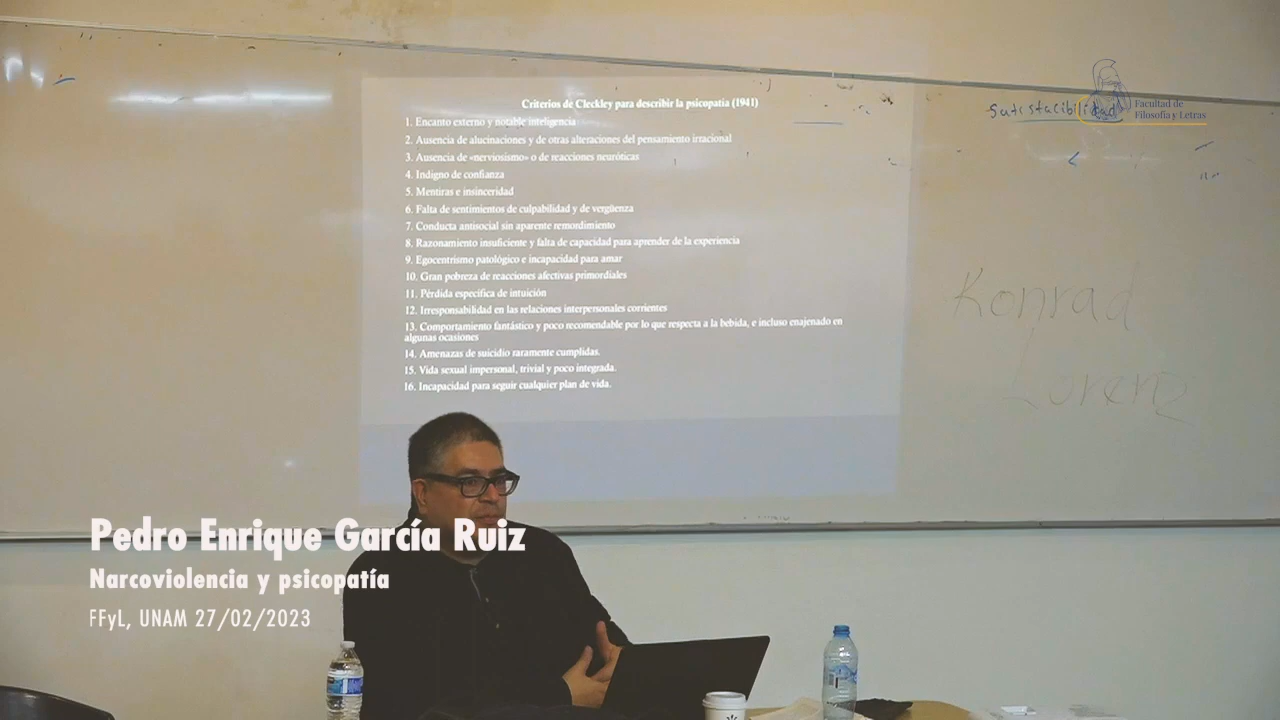 Criterios de Cleckley para describir la psicopatía (1941)
1. Encanto externo y notable inteligencia
2. Ausencia de alucinaciones y de otras alteraciones del pensamiento irracional
3. Ausencia de «nerviosismo» o de reacciones neuróticas
4. Indigno de confianza
5. Mentiras e insinceridad
6. Falta de sentimientos de culpabilidad y de vergüenza
7. Conducta antisocial sin aparente remordimiento
8. Razonamiento insuficiente y falta de capacidad para aprender de la experiencia
9. Egocentrismo patológico e incapacidad para amar
10. Gran pobreza de reacciones afectivas primordiales
11. Pérdida específica de intuición
12. Irresponsabilidad en las relaciones interpersonales corrientes
13. Comportamiento fantástico y poco recomendable por lo que respecta a la bebida, e incluso enajenado en
algunas ocasiones
14. Amenazas de suicidio raramente cumplidas.
15. Vida sexual impersonal, trivial y poco integrada.
16. Incapacidad para seguir cualquier plan de vida.
Facultad de
Filosofía y Letras
Konrad
Lorenz
Pedro Enrique García Ruiz
Narcoviolencia y psicopatía
FFyL, UNAM 27/02/2023